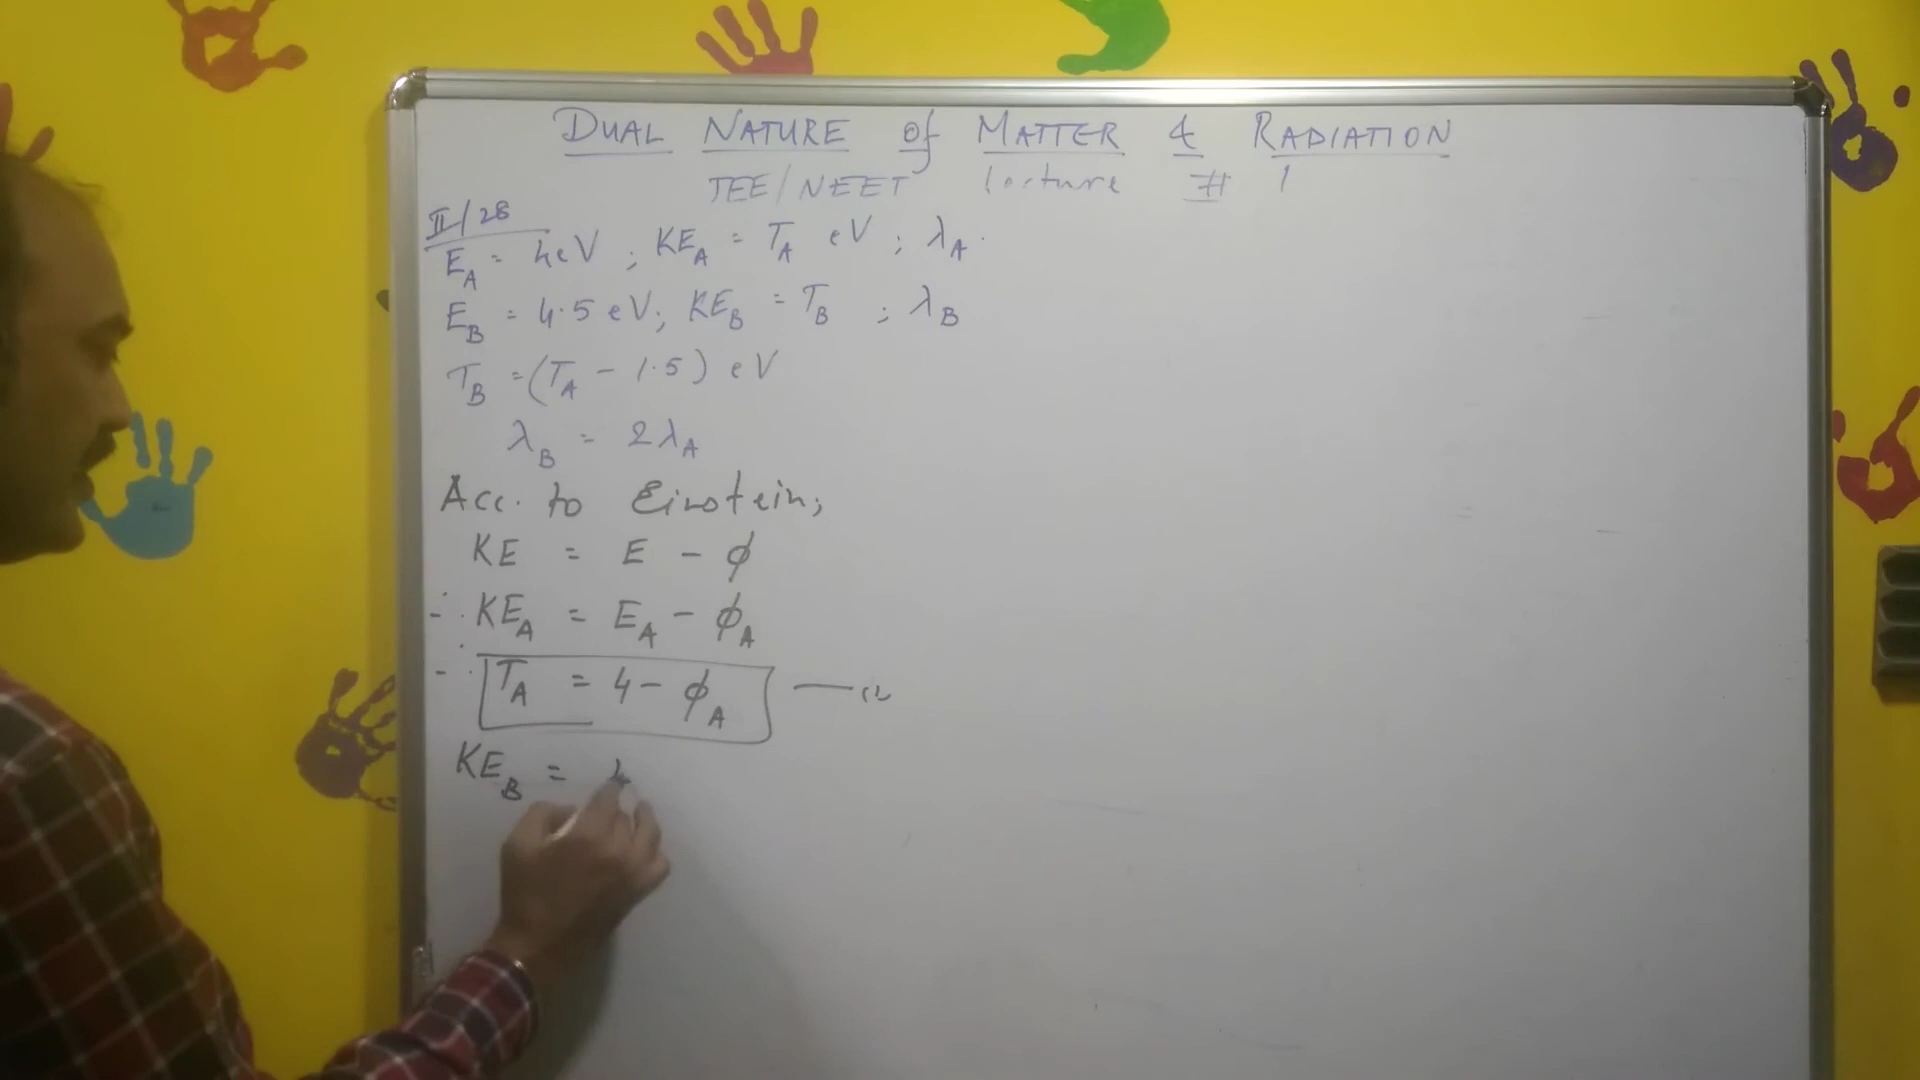 DUAL NATURE of MATTER & RADIATION
JEE/NEET Lecture # 1
II/28
E_A = 4eV ; KE_A = T_A eV ; λ_A.
E_B = 4.5 eV; KE_B = T_B ; λ_B
T_B = (T_A - 1.5) eV
λ_B = 2λ_A
Acc. to Einstein;
KE = E - ϕ
∴ KE_A = E_A - ϕ_A
∴ T_A = 4 - ϕ_A
KE_B = 4